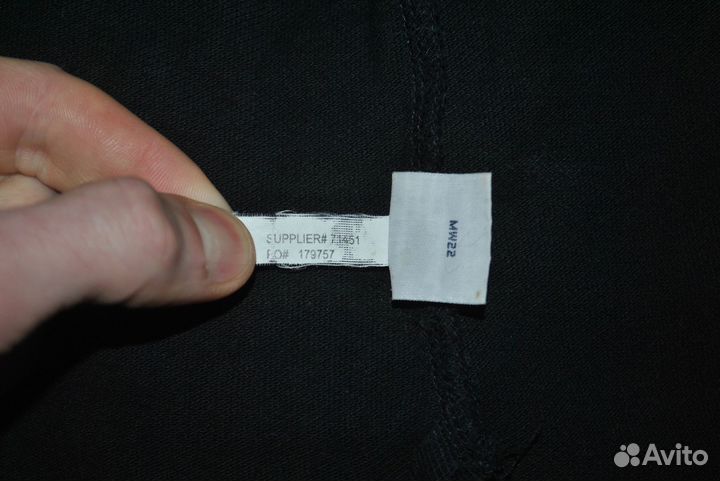 SUPPLIER# 71451
PO# 179757
MW22
Avito